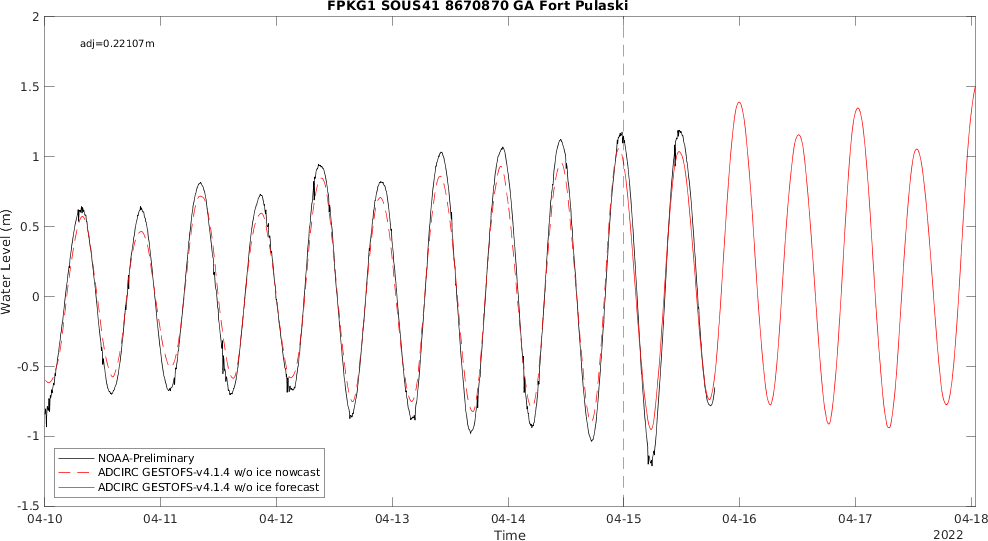 FPKG1 SOUS41 8670870 GA Fort Pulaski
adj=0.22107m
Water Level (m)
2
1.5
1
0.5
0
-0.5
-1
-1.5
NOAA-Preliminary
ADCIRC GESTOFS-v4.1.4 w/o ice nowcast
ADCIRC GESTOFS-v4.1.4 w/o ice forecast
04-10 04-11 04-12 04-13 04-14 04-15 04-16 04-17 04-18
Time
2022